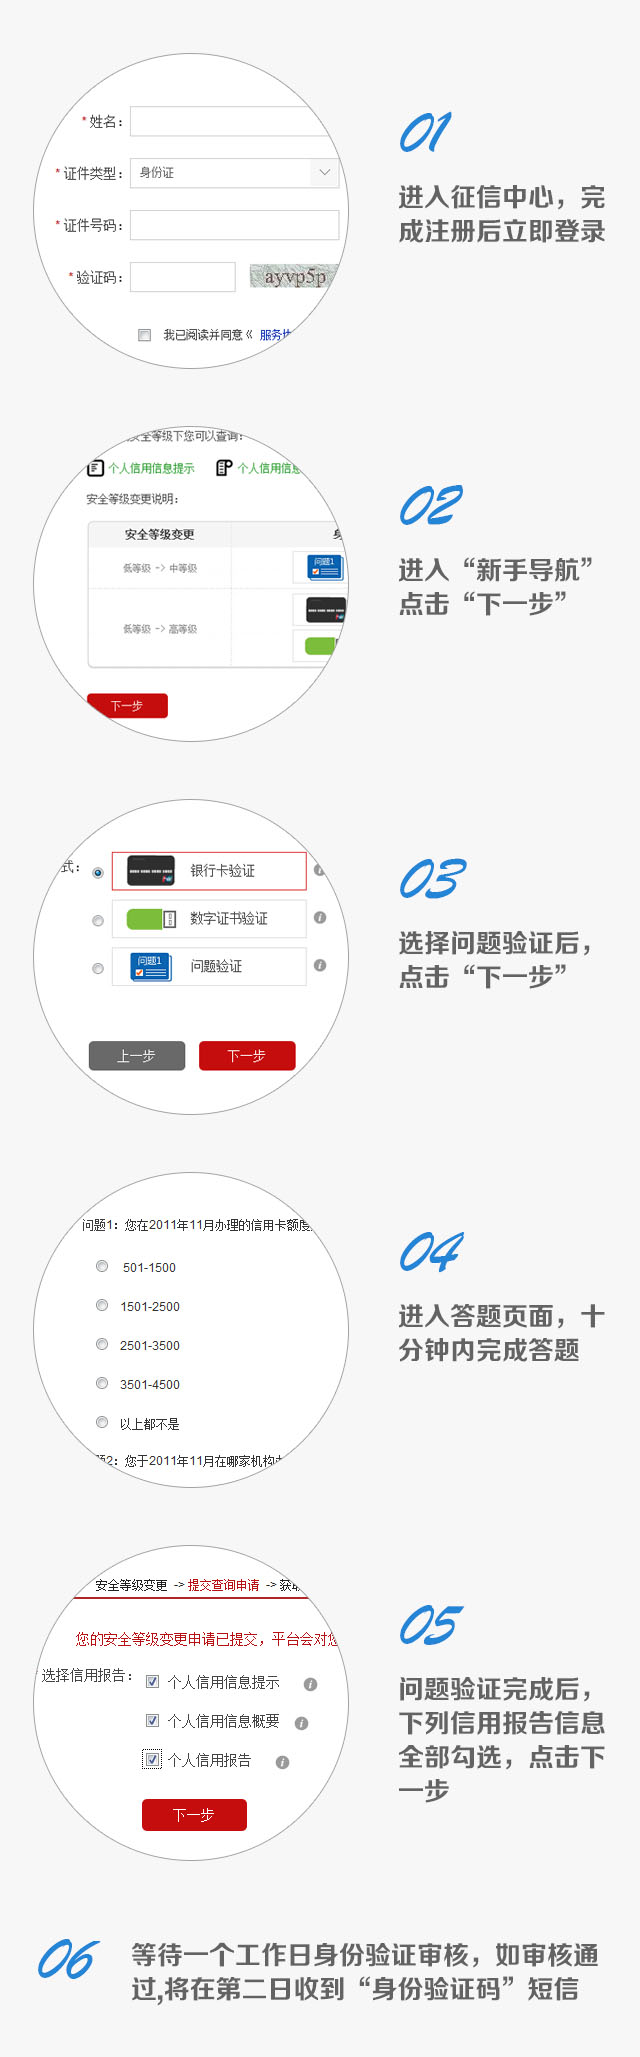 * 姓名：
* 证件类型： 身份证
* 证件号码：
* 验证码： ayvp5p
我已阅读并同意《 服务
01
进入征信中心，完
成注册后立即登录
安全等级下您可以查询：
个人信用信息提示 个人信用信息
安全等级变更说明：
安全等级变更
低等级 -> 中等级 问题1
低等级 -> 高等级
下一步
02
进入“新手导航”
点击“下一步”
式：
银行卡验证
数字证书验证
问题1 问题验证
上一步 下一步
03
选择问题验证后，
点击“下一步”
问题1：您在2011年11月办理的信用卡额度
501-1500
1501-2500
2501-3500
3501-4500
以上都不是
题2：您于2011年11月在哪家机构
04
进入答题页面，十
分钟内完成答题
安全等级变更 -> 提交查询申请 -> 获取
您的安全等级变更申请已提交，平台会对您
选择信用报告： 个人信用信息提示
个人信用信息概要
个人信用报告
下一步
05
问题验证完成后，
下列信用报告信息
全部勾选，点击下
一步
06
等待一个工作日身份验证审核，如审核通
过,将在第二日收到“身份验证码”短信